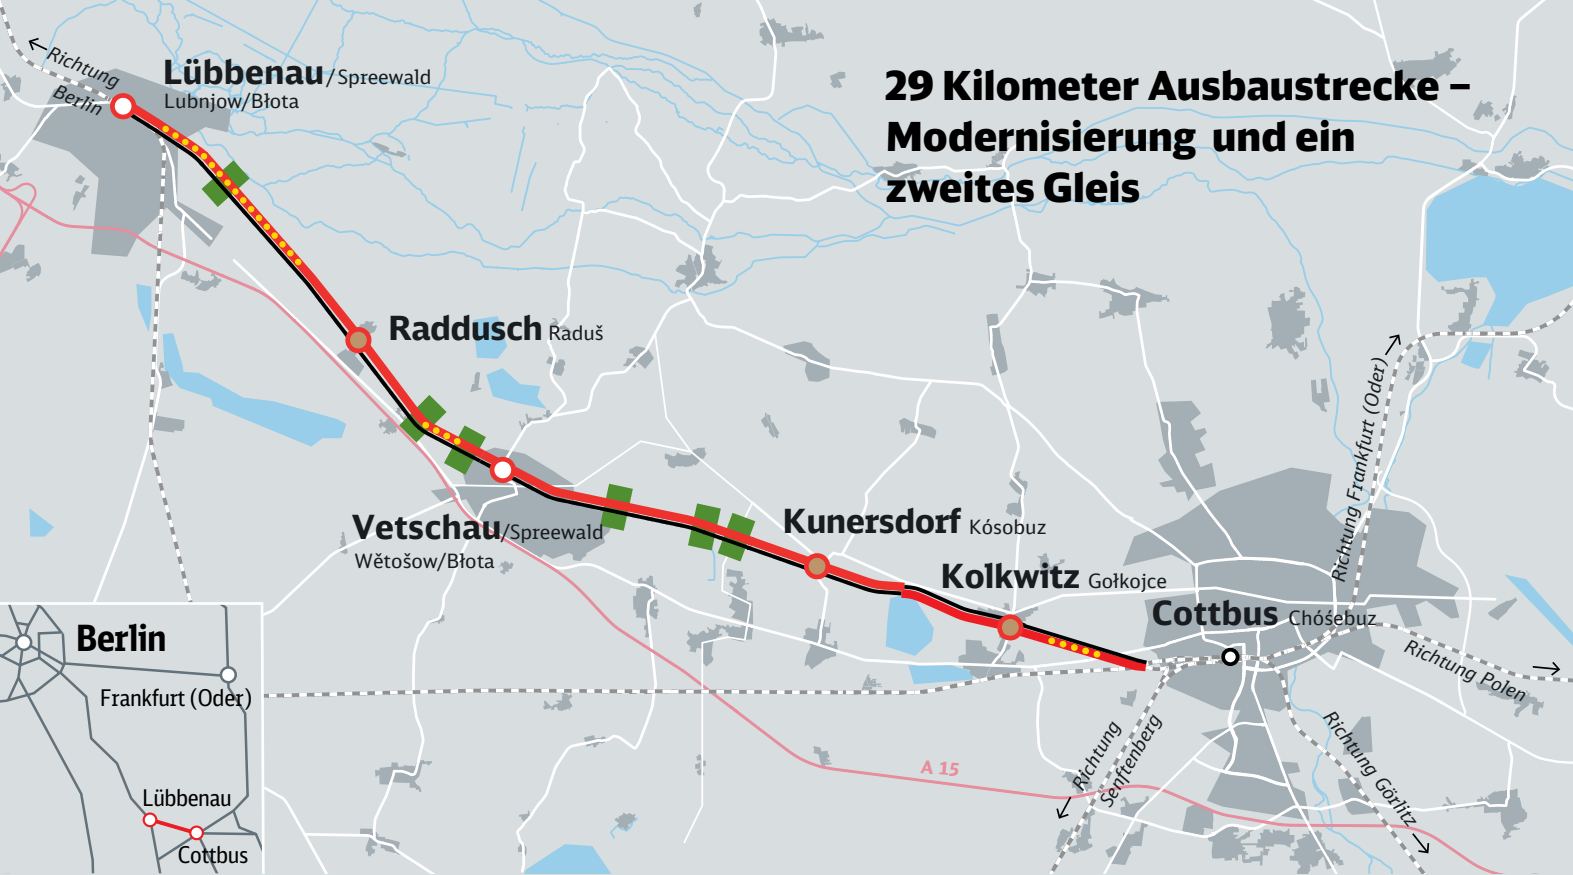 Richtung
Berlin
Lübbenau/Spreewald
Lubnjow/Błota
29 Kilometer Ausbaustrecke –
Modernisierung und ein
zweites Gleis
Raddusch Raduš
Vetschau/Spreewald
Wětošow/Błota
Kunersdorf Kósobuz
Kolkwitz Gołkojce
Cottbus Chóśebuz
Richtung Frankfurt (Oder)
Richtung Polen
Richtung
Senftenberg
Richtung Görlitz
A 15
Berlin
Frankfurt (Oder)
Lübbenau
Cottbus